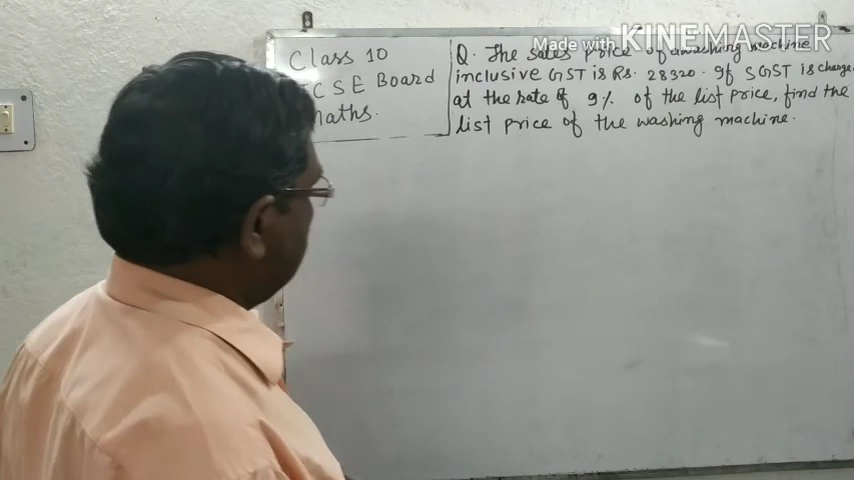 Made with KINEMASTER
Class 10
CSE Board
Maths.
Q. The sales price of a washing machine
inclusive GST is Rs. 28320. If SGST is charge
at the rate of 9% of the list price, find the
list price of the washing machine.